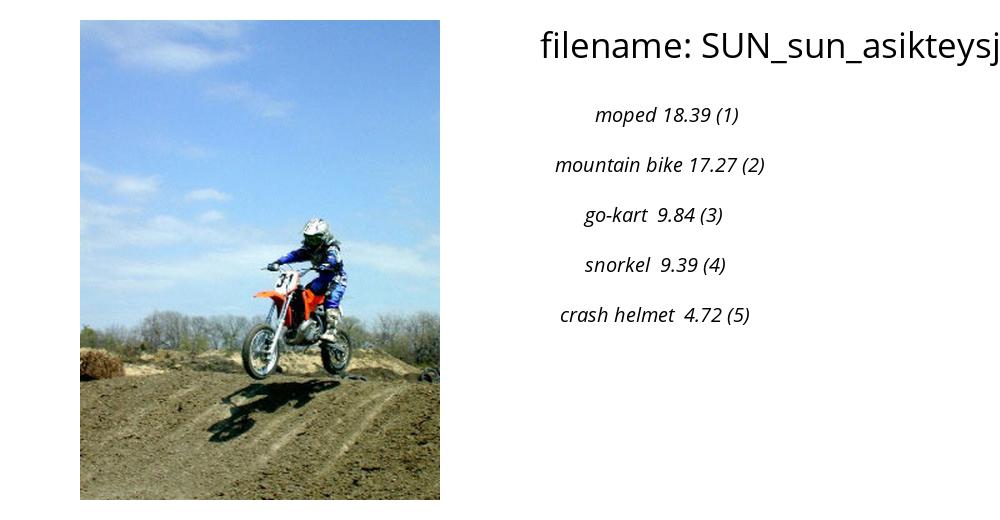 filename: SUN_sun_asikteysj
moped 18.39 (1)
mountain bike 17.27 (2)
go-kart 9.84 (3)
snorkel 9.39 (4)
crash helmet 4.72 (5)
31